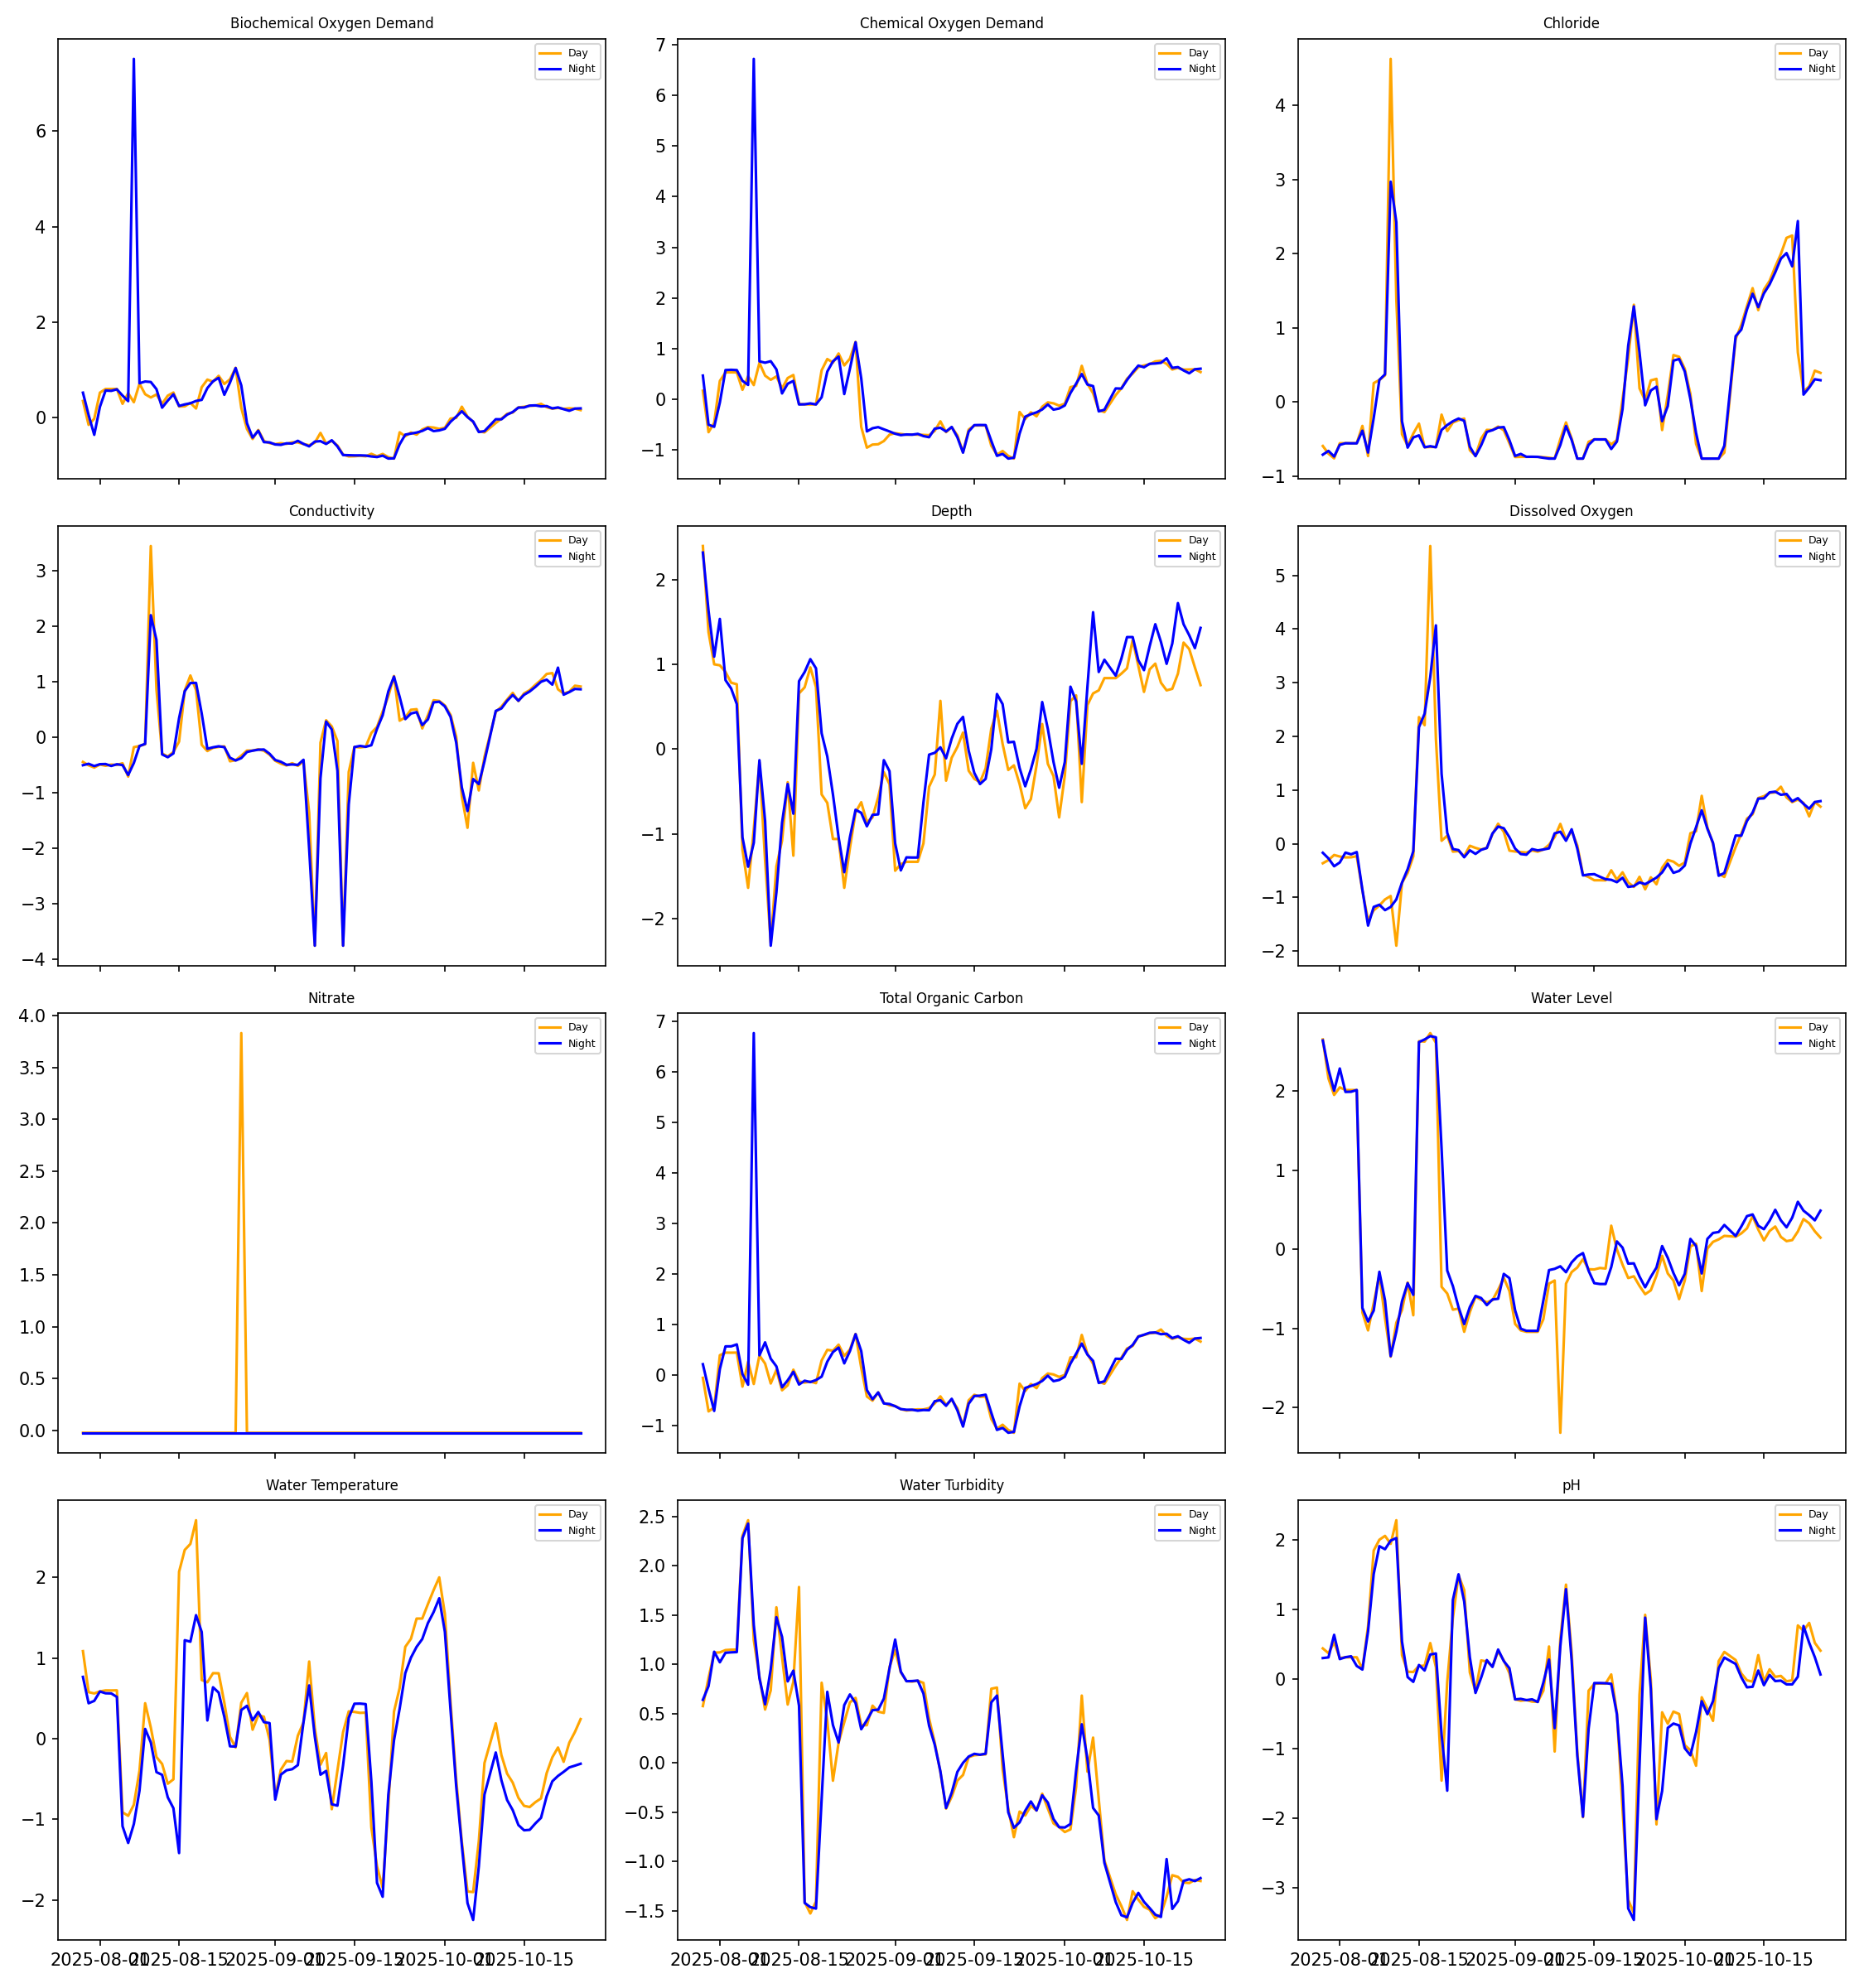 Biochemical Oxygen Demand
Day
Night
6
4
2
0
Chemical Oxygen Demand
Day
Night
7
6
5
4
3
2
1
0
−1
Chloride
Day
Night
4
3
2
1
0
−1
Conductivity
Day
Night
3
2
1
0
−1
−2
−3
−4
Depth
Day
Night
2
1
0
−1
−2
Dissolved Oxygen
Day
Night
5
4
3
2
1
0
−1
−2
Nitrate
Day
Night
4.0
3.5
3.0
2.5
2.0
1.5
1.0
0.5
0.0
Total Organic Carbon
Day
Night
7
6
5
4
3
2
1
0
−1
Water Level
Day
Night
2
1
0
−1
−2
Water Temperature
Day
Night
2
1
0
−1
−2
2025-08-01 2025-08-15 2025-09-01 2025-09-15 2025-10-01 2025-10-15
Water Turbidity
Day
Night
2.5
2.0
1.5
1.0
0.5
0.0
−0.5
−1.0
−1.5
2025-08-01 2025-08-15 2025-09-01 2025-09-15 2025-10-01 2025-10-15
pH
Day
Night
2
1
0
−1
−2
−3
2025-08-01 2025-08-15 2025-09-01 2025-09-15 2025-10-01 2025-10-15